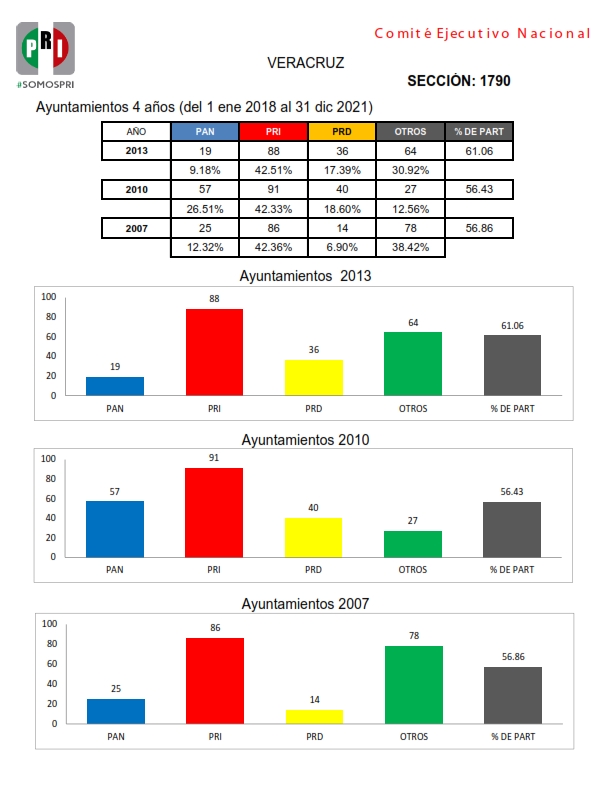 Comité Ejecutivo Nacional
PRI
#SOMOSPRI
VERACRUZ
SECCIÓN: 1790
Ayuntamientos 4 años (del 1 ene 2018 al 31 dic 2021)
AÑO PAN PRI PRD OTROS % DE PART
2013 19 88 36 64 61.06
9.18% 42.51% 17.39% 30.92%
2010 57 91 40 27 56.43
26.51% 42.33% 18.60% 12.56%
2007 25 86 14 78 56.86
12.32% 42.36% 6.90% 38.42%
Ayuntamientos 2013
100
80
60
40
20
0
19 88 36 64 61.06
PAN PRI PRD OTROS % DE PART
Ayuntamientos 2010
100
80
60
40
20
0
57 91 40 27 56.43
PAN PRI PRD OTROS % DE PART
Ayuntamientos 2007
100
80
60
40
20
0
25 86 14 78 56.86
PAN PRI PRD OTROS % DE PART